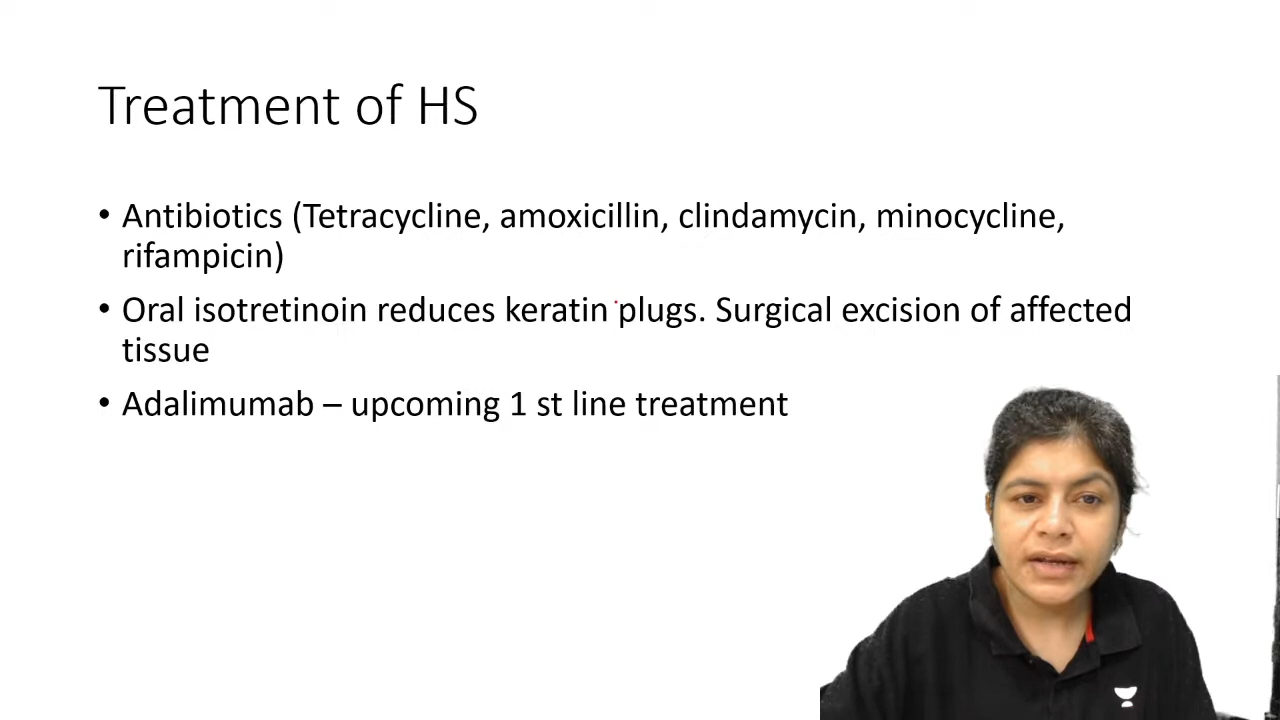 Treatment of HS
• Antibiotics (Tetracycline, amoxicillin, clindamycin, minocycline,
rifampicin)
• Oral isotretinoin reduces keratin plugs. Surgical excision of affected
tissue
• Adalimumab – upcoming 1 st line treatment